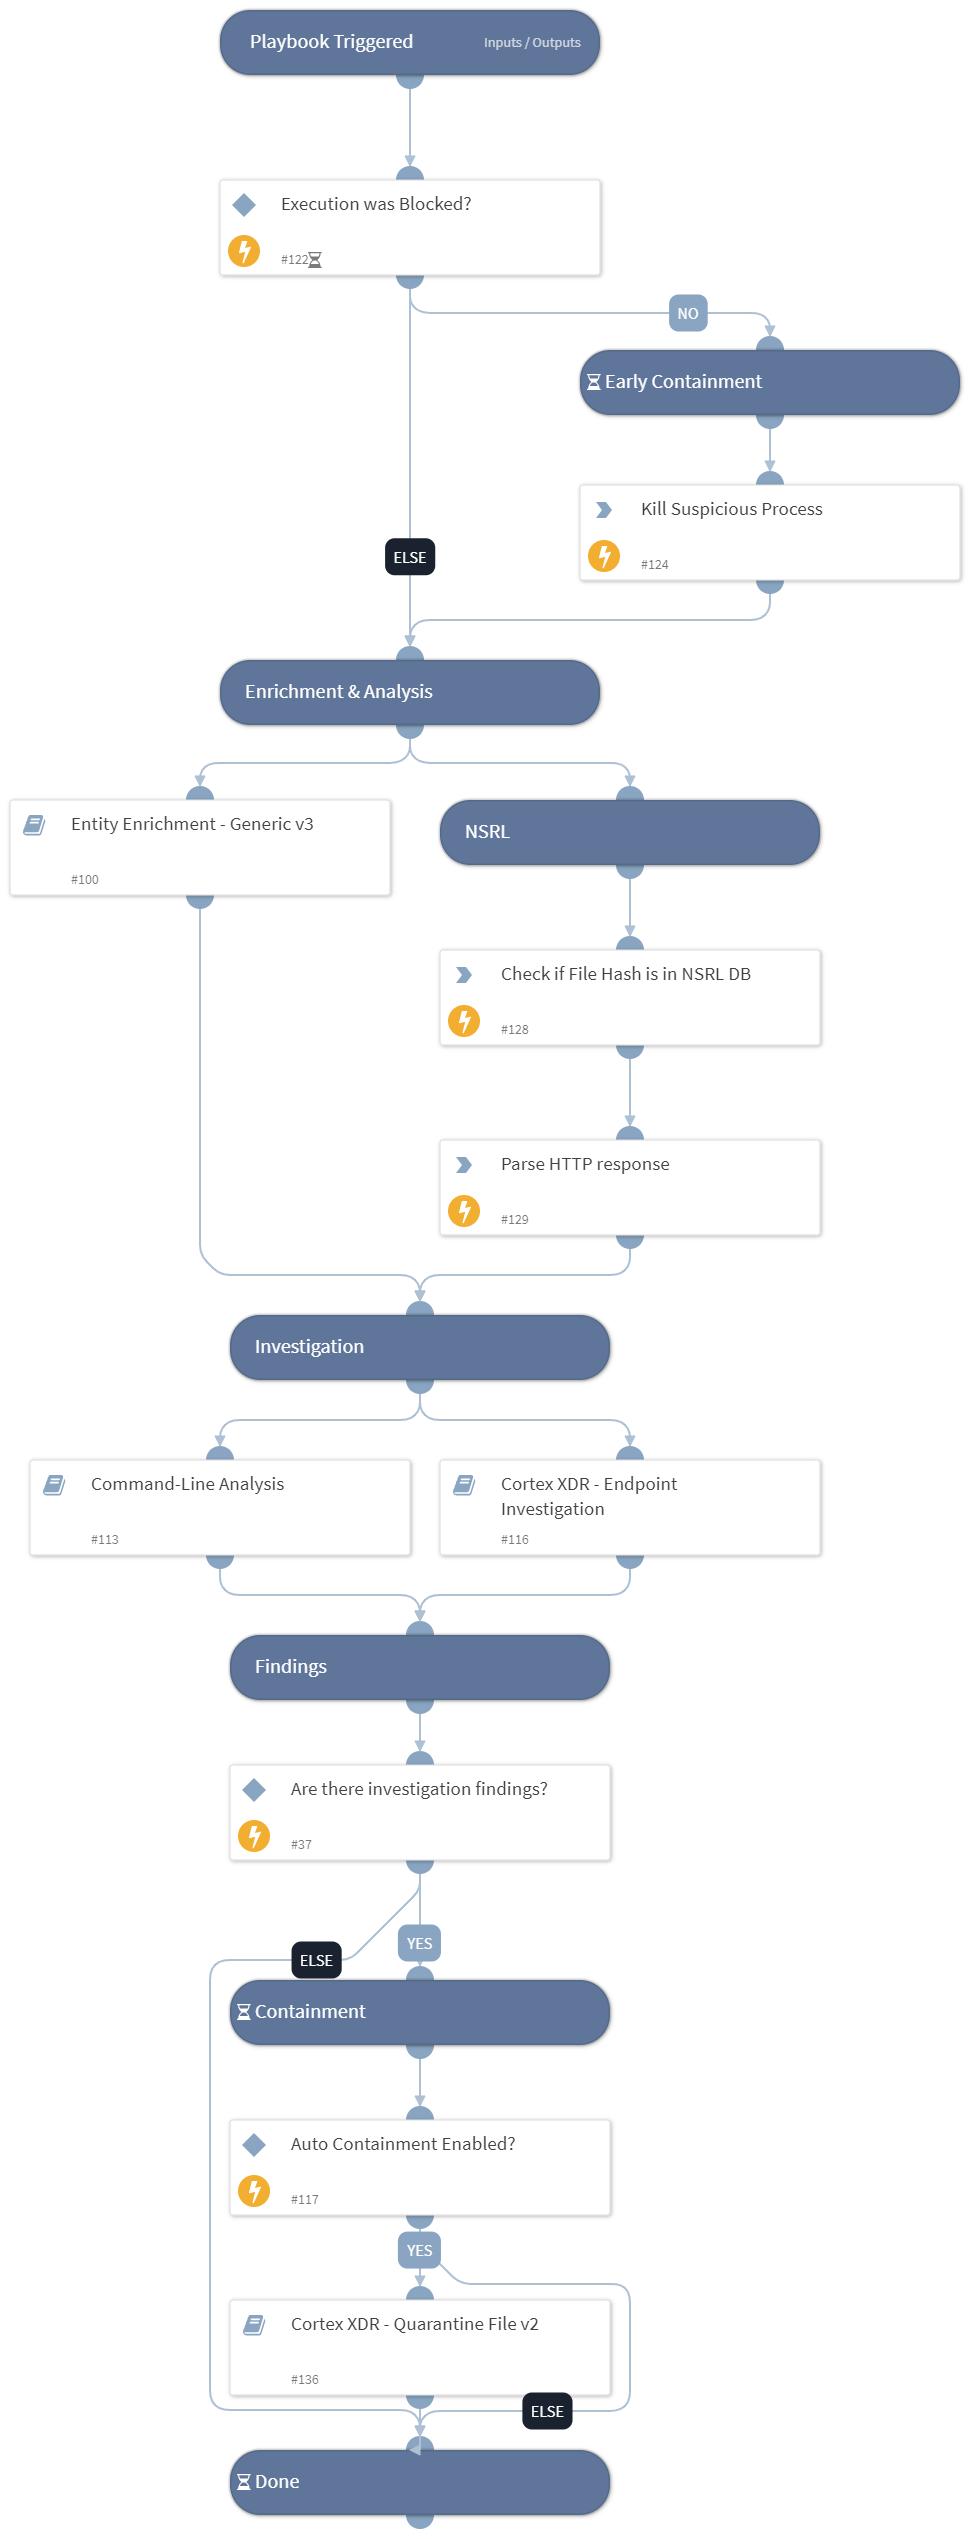 Playbook Triggered
Inputs / Outputs
Execution was Blocked?
#122
NO
Early Containment
Kill Suspicious Process
#124
ELSE
Enrichment & Analysis
Entity Enrichment - Generic v3
#100
NSRL
Check if File Hash is in NSRL DB
#128
Parse HTTP response
#129
Investigation
Command-Line Analysis
#113
Cortex XDR - Endpoint
Investigation
#116
Findings
Are there investigation findings?
#37
YES
ELSE
Containment
Auto Containment Enabled?
#117
YES
Cortex XDR - Quarantine File v2
#136
ELSE
Done